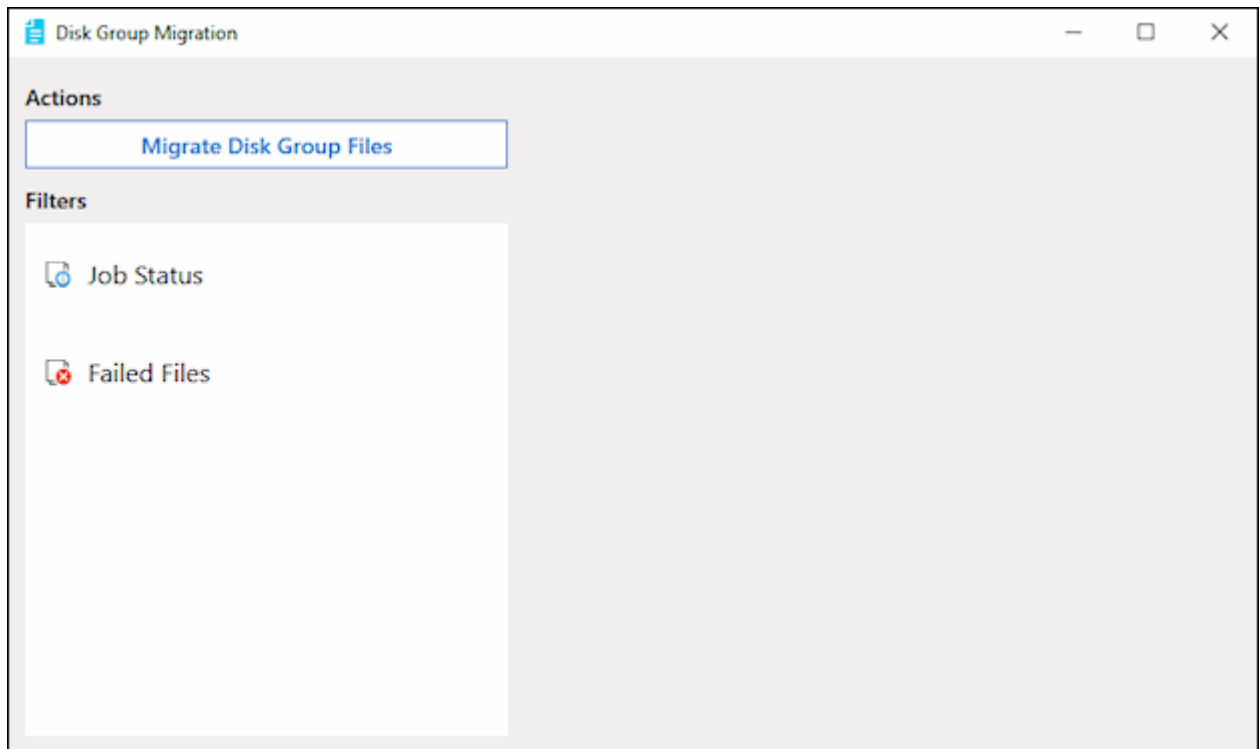 Disk Group Migration
Actions
Migrate Disk Group Files
Filters
Job Status
Failed Files